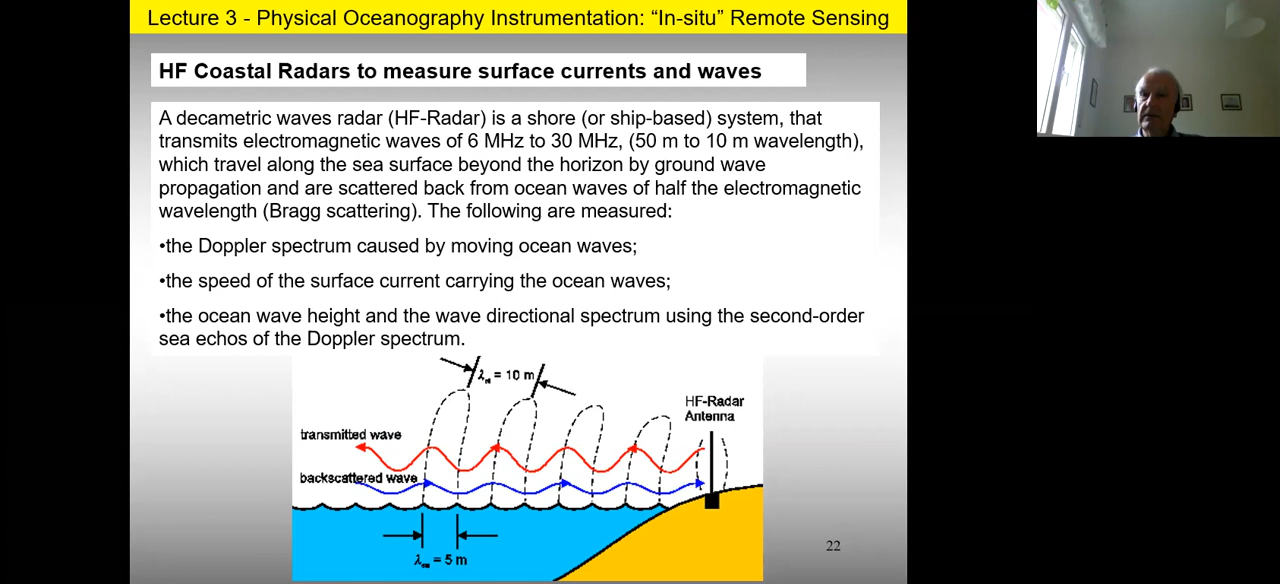 Lecture 3 - Physical Oceanography Instrumentation: “In-situ” Remote Sensing
HF Coastal Radars to measure surface currents and waves
A decametric waves radar (HF-Radar) is a shore (or ship-based) system, that
transmits electromagnetic waves of 6 MHz to 30 MHz, (50 m to 10 m wavelength),
which travel along the sea surface beyond the horizon by ground wave
propagation and are scattered back from ocean waves of half the electromagnetic
wavelength (Bragg scattering). The following are measured:
•the Doppler spectrum caused by moving ocean waves;
•the speed of the surface current carrying the ocean waves;
•the ocean wave height and the wave directional spectrum using the second-order
sea echos of the Doppler spectrum.
λ = 10 m
HF-Radar
Antenna
transmitted wave
backscattered wave
λ = 5 m
22